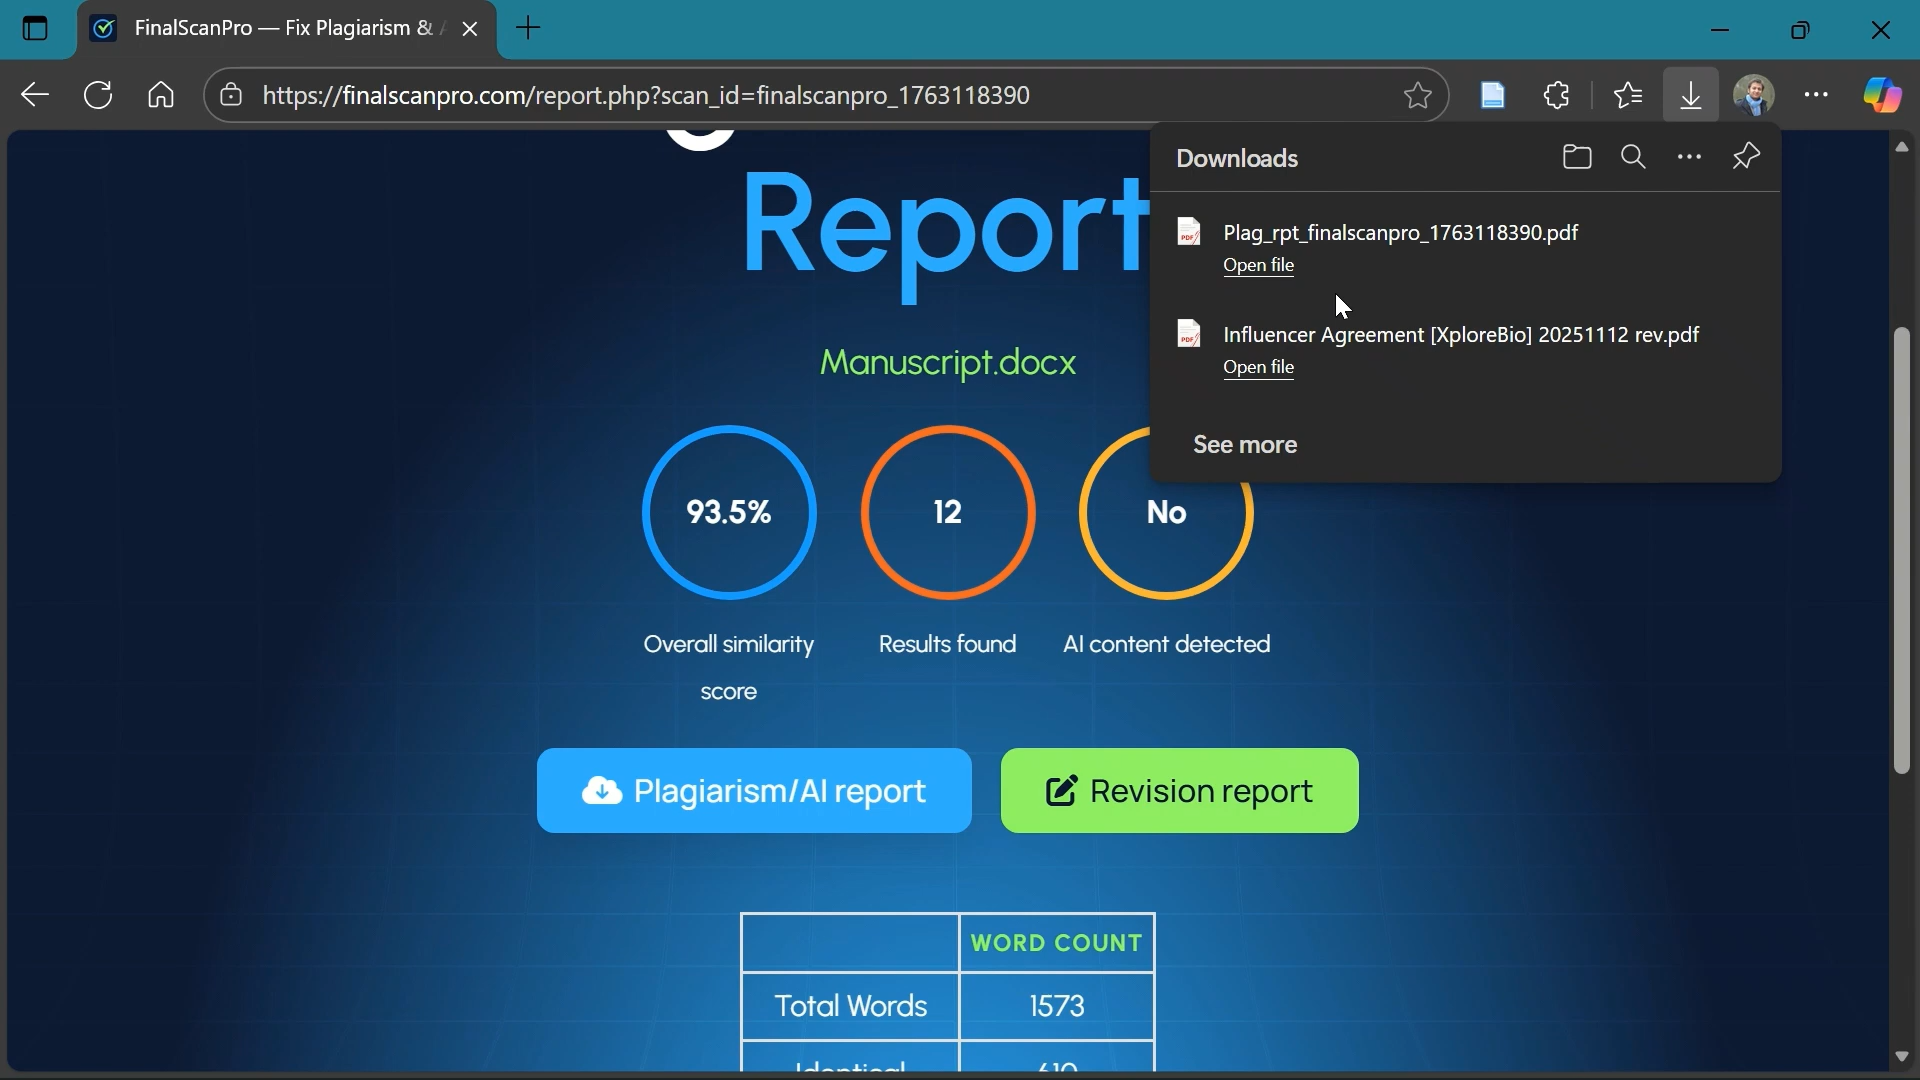 FinalScanPro — Fix Plagiarism &
https://finalscanpro.com/report.php?scan_id=finalscanpro_1763118390
Downloads
Plag_rpt_finalscanpro_1763118390.pdf
Open file
Influencer Agreement [XploreBio] 20251112 rev.pdf
Open file
See more
Report
Manuscript.docx
93.5%
12
No
Overall similarity
score
Results found
AI content detected
Plagiarism/AI report
Revision report
WORD COUNT
Total Words 1573
Identical 610